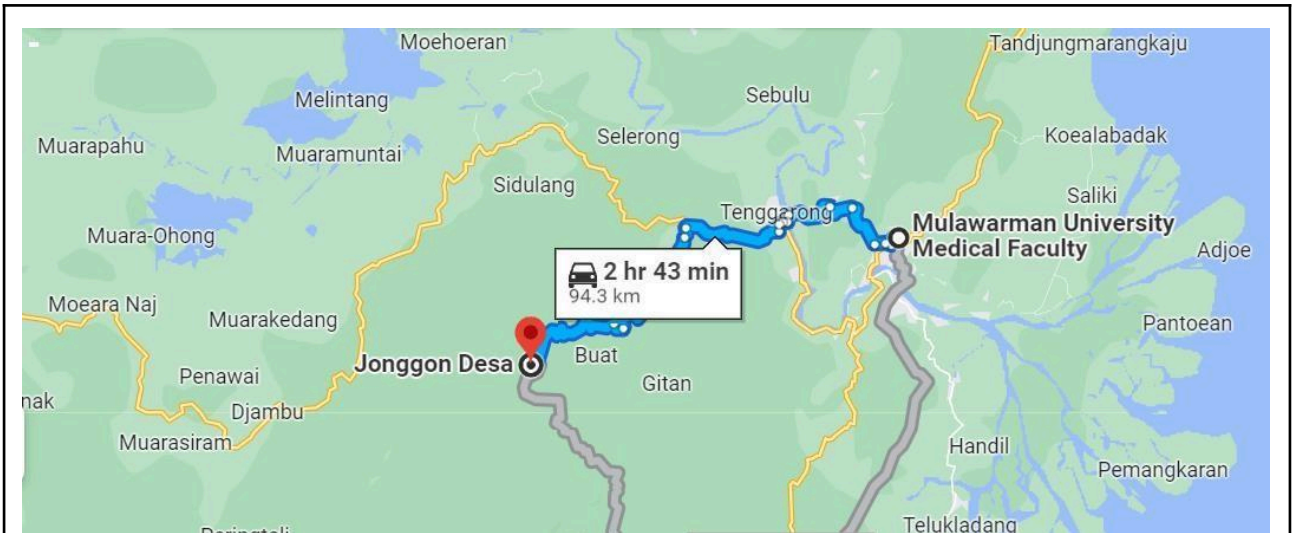 Moehoeran
Tandjungmarangkaju
Melintang
Sebulu
Muarapahu
Muaramuntai
Selerong
Koealabadak
Sidulang
Saliki
Tenggarong
Muara-Ohong
Mulawarman University
Medical Faculty
Adjoe
2 hr 43 min
94.3 km
Moeara Naj
Muarakedang
Pantoean
Jonggon Desa
Buat
Penawai
Gitan
nak
Djambu
Muarasiram
Handil
Pemangkaran
Telukladang